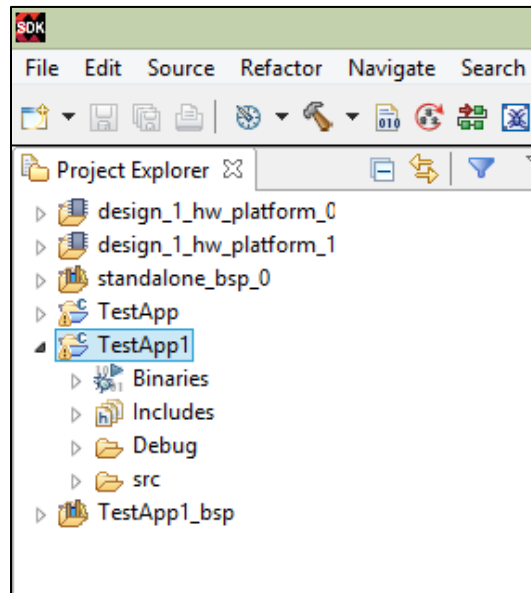 SDK
File Edit Source Refactor Navigate Search
010
Project Explorer
design_1_hw_platform_0
design_1_hw_platform_1
standalone_bsp_0
TestApp
TestApp1
Binaries
Includes
Debug
src
TestApp1_bsp